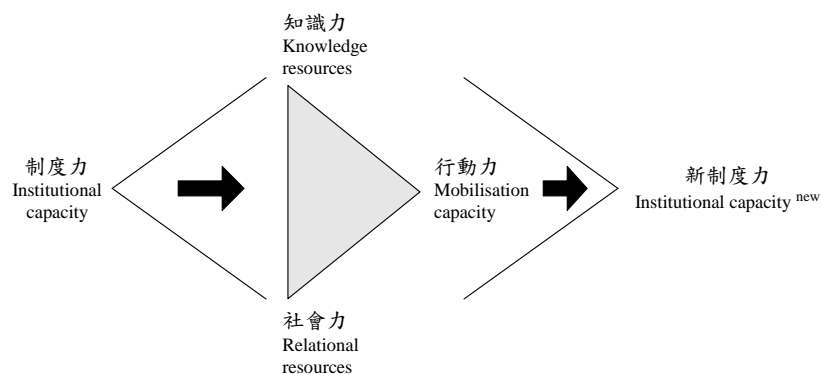 知識力
Knowledge
resources
制度力
Institutional
capacity
行動力
Mobilisation
capacity
新制度力
Institutional capacity new
社會力
Relational
resources